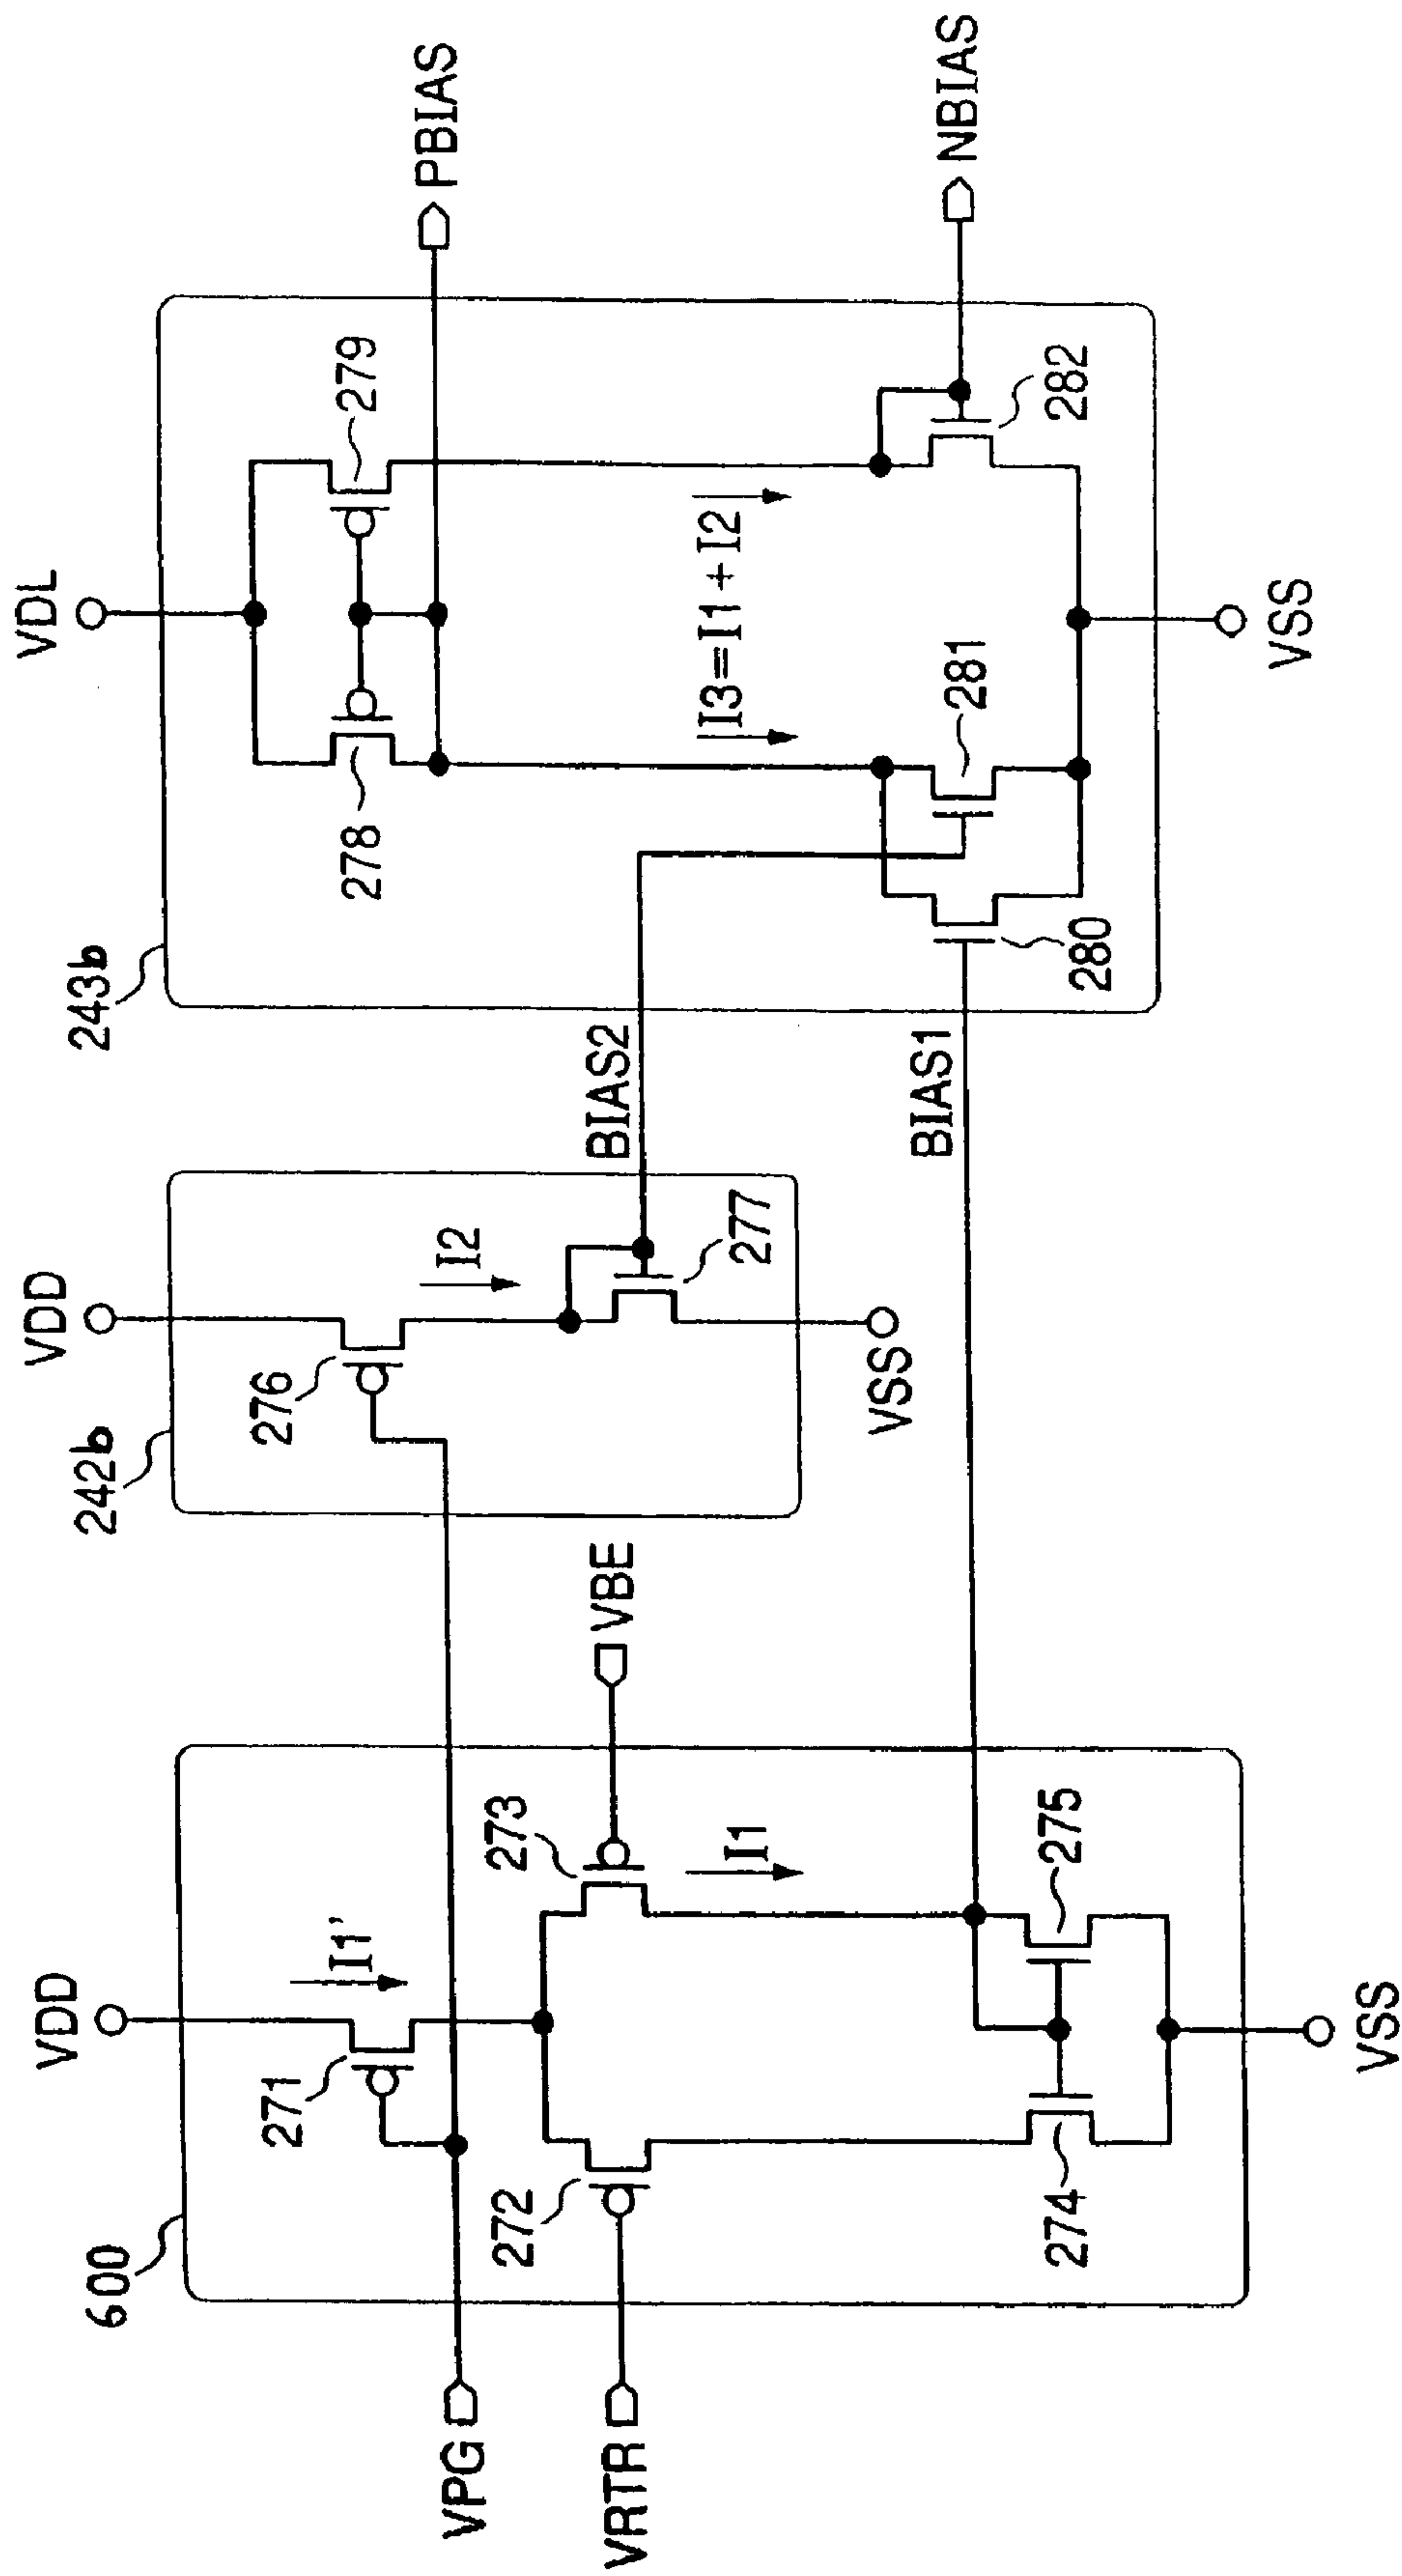 VDD
VDD
VDL
600
242b
243b
I1'
271
276
I2
278
279
VPG
PBIAS
272
273
VBE
VRTR
277
BIAS2
I1
I3=I1+I2
VSS
BIAS1
281
282
NBIAS
274
275
280
VSS
VSS